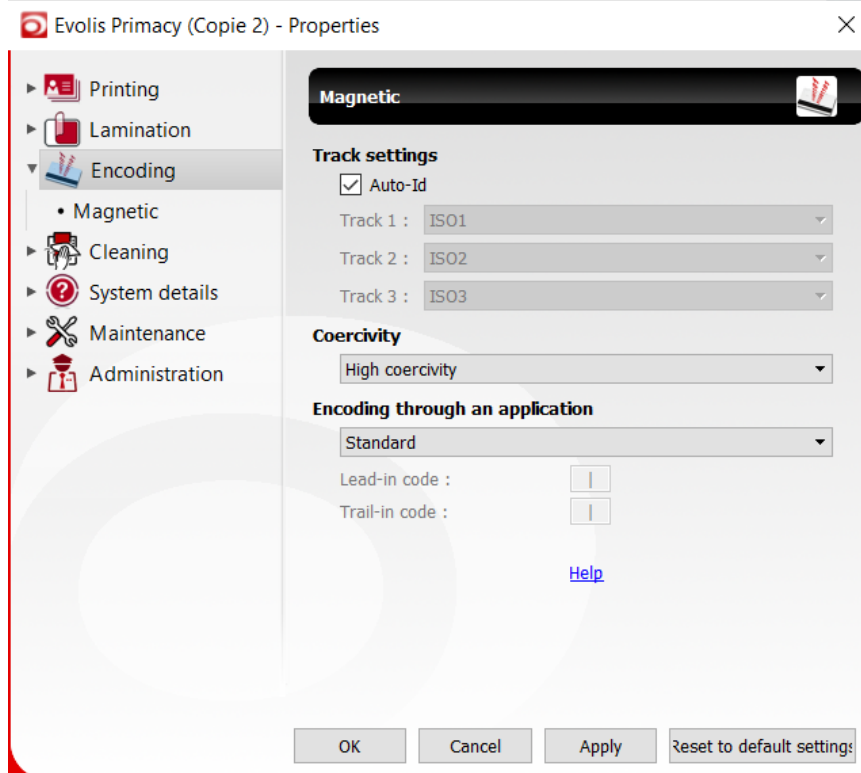 Evolis Primacy (Copie 2) - Properties
Printing
Lamination
Encoding
• Magnetic
Cleaning
System details
Maintenance
Administration
Magnetic
Track settings
Auto-Id
Track 1 : ISO1
Track 2 : ISO2
Track 3 : ISO3
Coercivity
High coercivity
Encoding through an application
Standard
Lead-in code : |
Trail-in code : |
Help
OK Cancel Apply Reset to default settings